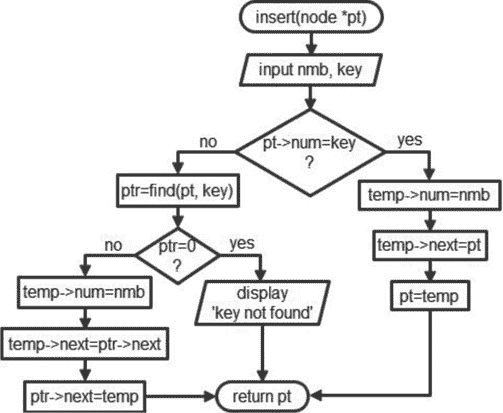 insert(node *pt)
input nmb, key
pt->num=key
?
no
yes
ptr=find(pt, key)
temp->num=nmb
temp->next=pt
pt=temp
ptr=0
?
no
yes
temp->num=nmb
display
'key not found'
temp->next=ptr->next
ptr->next=temp
return pt